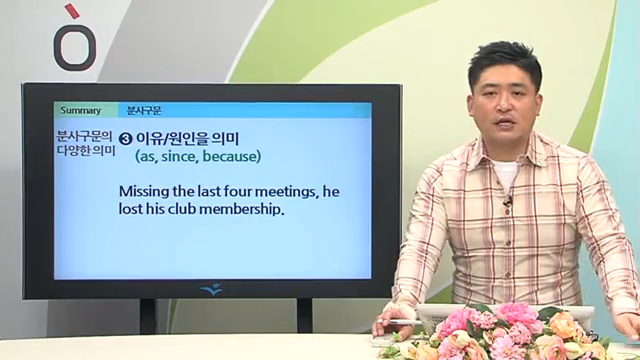 Summary 분사구문
분사구문의
다양한 의미
❸ 이유/원인을 의미
(as, since, because)
Missing the last four meetings, he
lost his club membership.